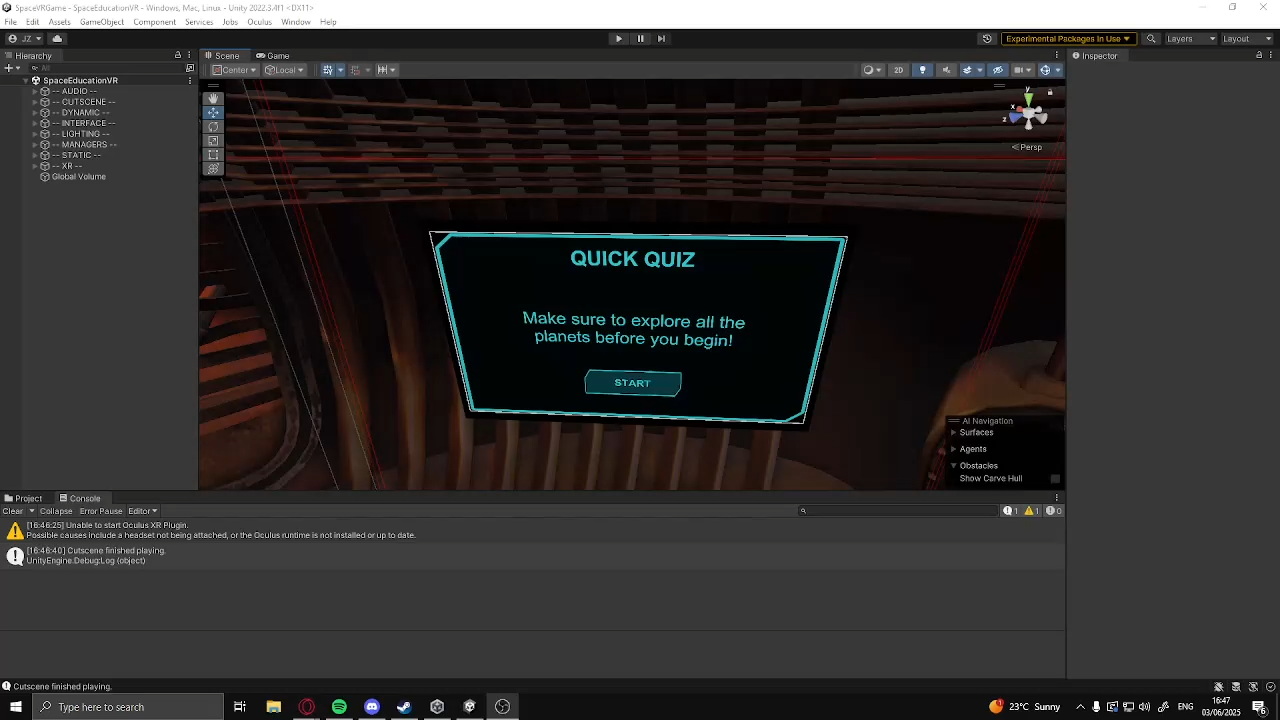 SpaceVRGame - SpaceEducationVR - Windows, Mac, Linux - Unity 2022.3.4f1 <DX11>
File Edit Assets GameObject Component Services Jobs Oculus Window Help
JZ
Experimental Packages In Use
Layers
Layout
Hierarchy
Scene
Game
Inspector
All
Center
Local
2D
SpaceEducationVR
-- AUDIO --
-- CUTSCENE --
-- DYNAMIC --
-- INTERFACE --
-- LIGHTING --
-- MANAGERS --
-- STATIC --
-- XR --
Global Volume
y
x
z
Persp
QUICK QUIZ
Make sure to explore all the
planets before you begin!
START
AI Navigation
Surfaces
Agents
Obstacles
Show Carve Hull
Project
Console
Clear Collapse Error Pause Editor
1 1 0
[16:46:25] Unable to start Oculus XR Plugin.
Possible causes include a headset not being attached, or the Oculus runtime is not installed or up to date.
[16:46:40] Cutscene finished playing.
UnityEngine.Debug:Log (object)
Cutscene finished playing.
Type here to search
23°C Sunny
ENG
16:47
03/06/2025